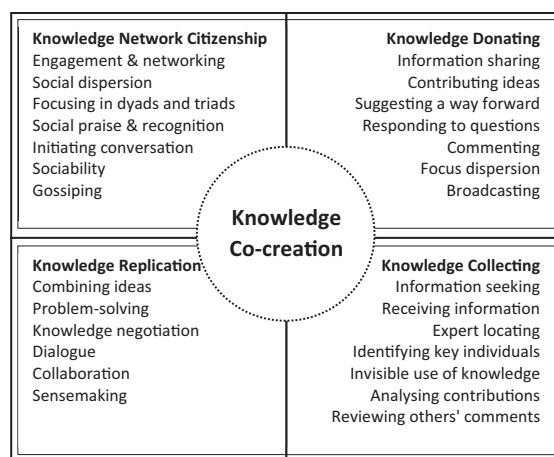 Knowledge Network Citizenship
Engagement & networking
Social dispersion
Focusing in dyads and triads
Social praise & recognition
Initiating conversation
Sociability
Gossiping
Knowledge Donating
Information sharing
Contributing ideas
Suggesting a way forward
Responding to questions
Commenting
Focus dispersion
Broadcasting
Knowledge
Co-creation
Knowledge Replication
Combining ideas
Problem-solving
Knowledge negotiation
Dialogue
Collaboration
Sensemaking
Knowledge Collecting
Information seeking
Receiving information
Expert locating
Identifying key individuals
Invisible use of knowledge
Analysing contributions
Reviewing others' comments